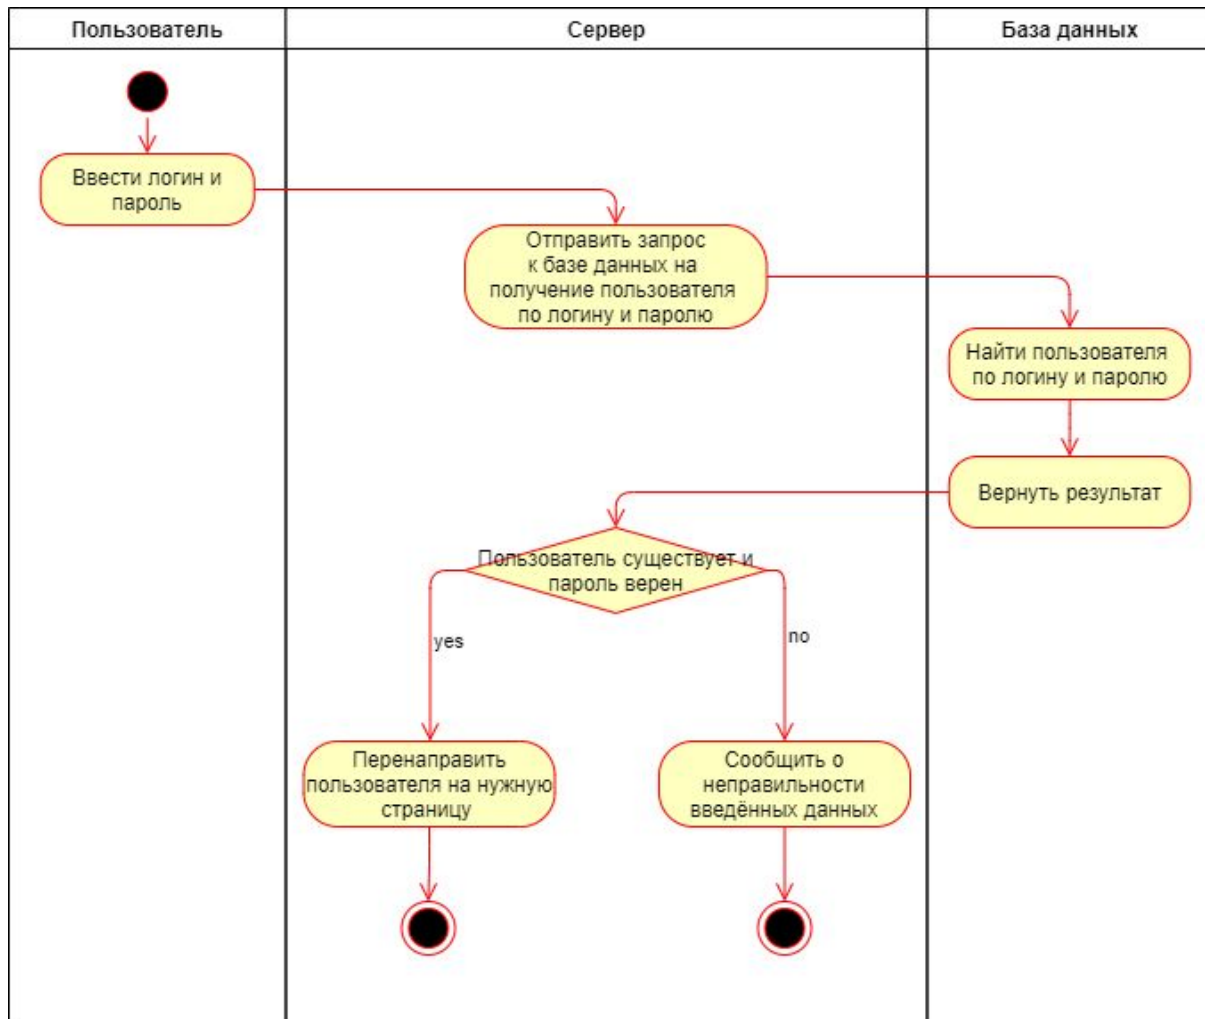 Пользователь
Сервер
База данных
Ввести логин и
пароль
Отправить запрос
к базе данных на
получение пользователя
по логину и паролю
Найти пользователя
по логину и паролю
Вернуть результат
Пользователь существует и
пароль верен
yes
no
Перенаправить
пользователя на нужную
страницу
Сообщить о
неправильности
введённых данных